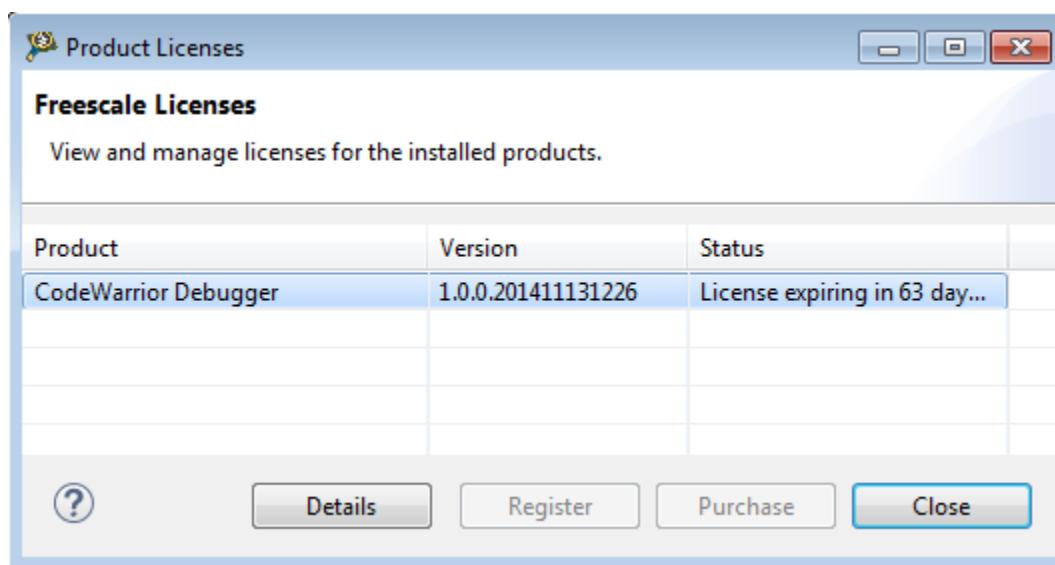 Product Licenses
Freescale Licenses
View and manage licenses for the installed products.
Product Version Status
CodeWarrior Debugger 1.0.0.201411131226 License expiring in 63 day...
? Details Register Purchase Close